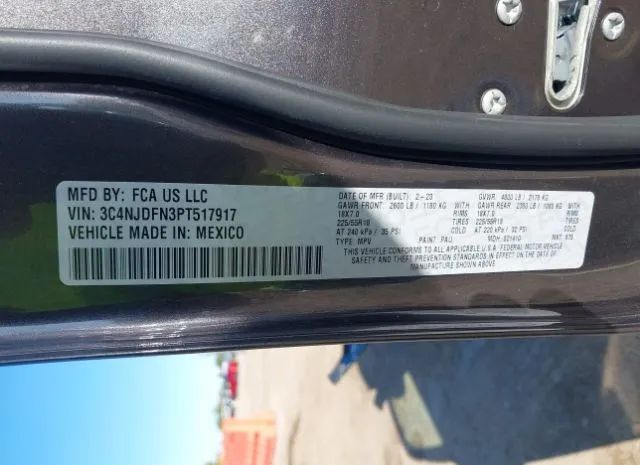 MFD BY: FCA US LLC
VIN: 3C4NJDFN3PT517917
VEHICLE MADE IN: MEXICO
DATE OF MFR (BUILT): 2-23 GVWR: 4800 LB / 2178 KG
GAWR FRONT: 2600 LB / 1180 KG GAWR REAR: 2350 LB / KG
18X7.0 RIMS: 18X7.0
225/55R18 TIRES: 225/55R18
AT 240 kPa / 35 PSI COLD: AT 220 kPa / 32 PSI COLD
TYPE: MPV PAINT: PAU MDH: INT:
THIS VEHICLE CONFORMS TO ALL APPLICABLE U.S.A. FEDERAL MOTOR VEHICLE
SAFETY AND THEFT PREVENTION STANDARDS IN EFFECT ON THE DATE OF
MANUFACTURE SHOWN ABOVE.